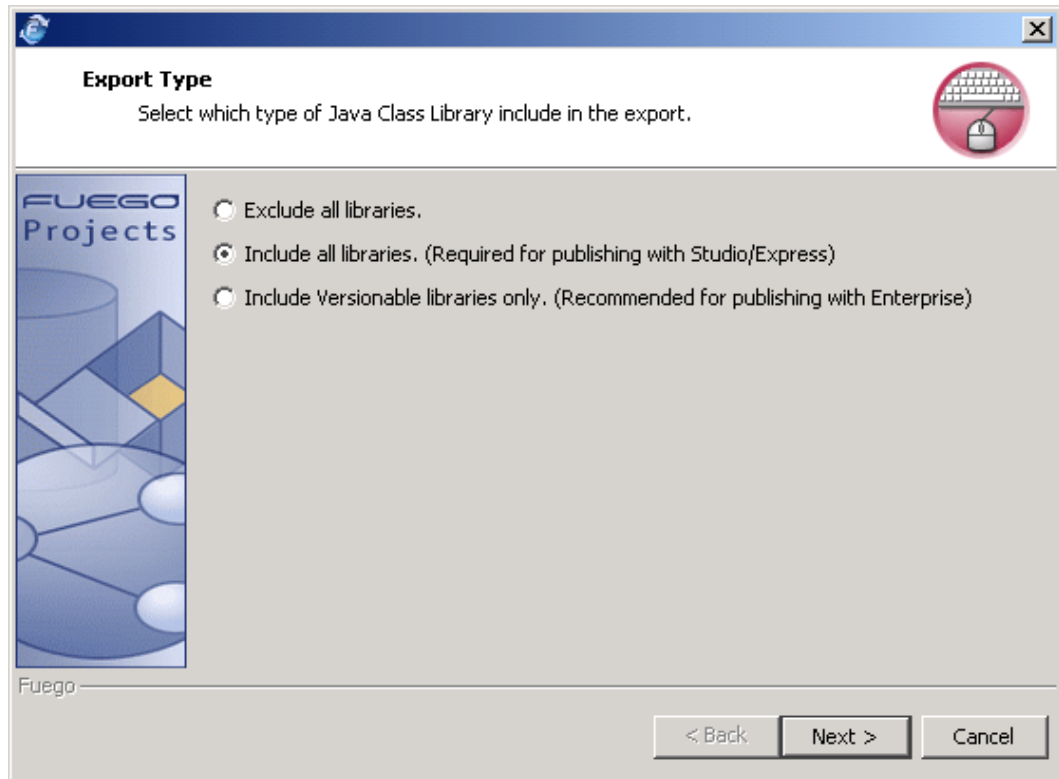 Export Type
Select which type of Java Class Library include in the export.
FUEGO
Projects
Exclude all libraries.
Include all libraries. (Required for publishing with Studio/Express)
Include Versionable libraries only. (Recommended for publishing with Enterprise)
Fuego
< Back
Next >
Cancel